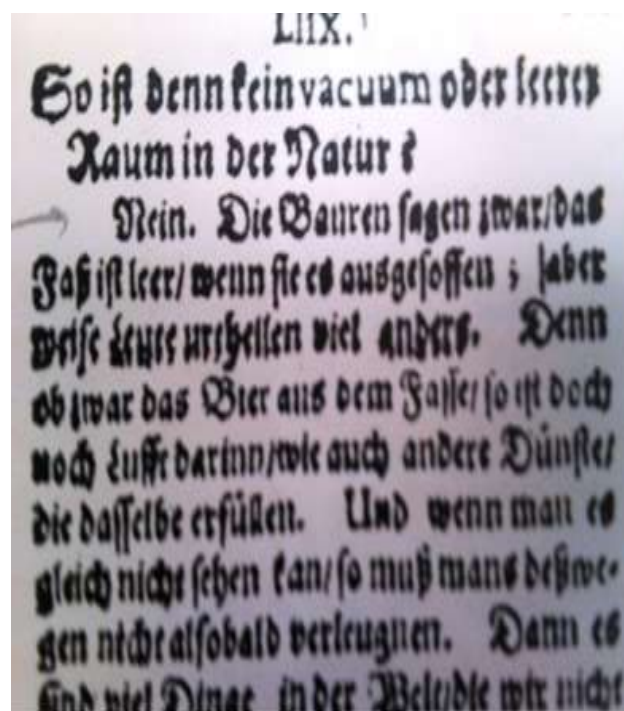 LIIX.
So ist denn kein vacuum oder leerer
Raum in der Natur?
Nein. Die Bauren sagen zwar/das
Faß ist leer/wenn sie es ausgesoffen; aber
weise Leute urtheilen viel anders. Denn
ob zwar das Bier aus dem Fasse/so ist doch
noch Lufft darinn/wie auch andere Dünste/
die dasselbe erfüllen. Und wenn man es
gleich nicht sehen kan/so muß mans deßwe-
gen nicht alsobald verleugnen. Dann es
sind viel Dinge in der Welt/die wir nicht